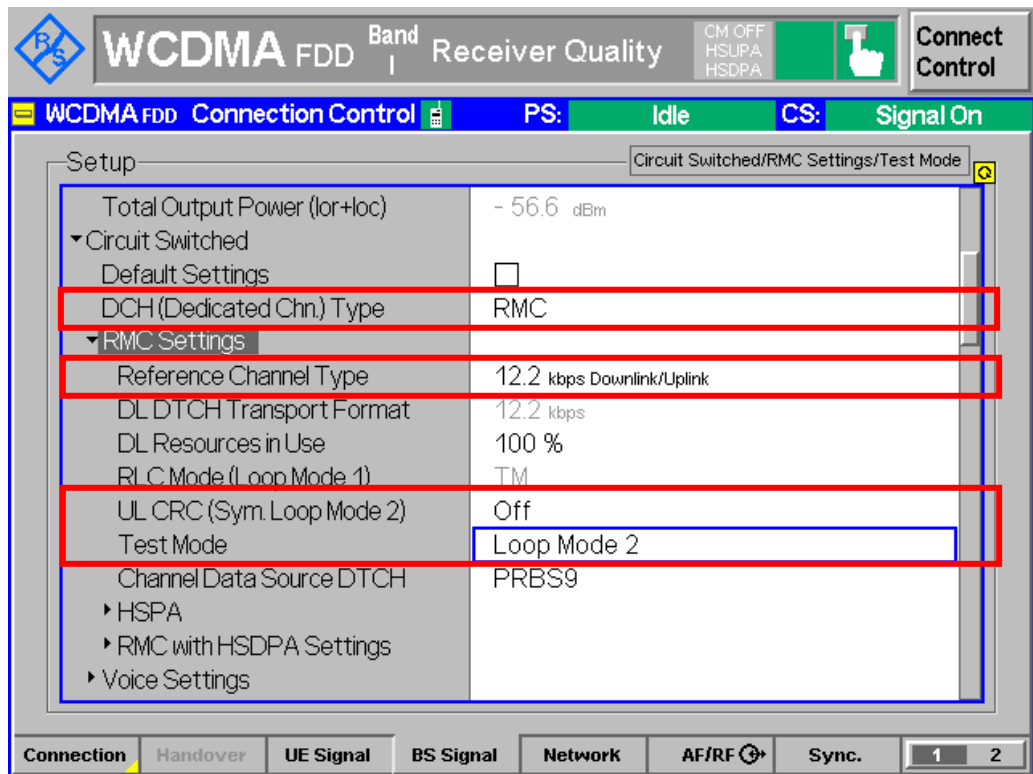 R&S WCDMA FDD Band I Receiver Quality CM OFF HSUPA HSDPA Connect Control
WCDMA FDD Connection Control PS: Idle CS: Signal On
Setup Circuit Switched/RMC Settings/Test Mode
Total Output Power (Ior+Ioc) - 56.6 dBm
Circuit Switched
Default Settings
DCH (Dedicated Chn.) Type RMC
RMC Settings
Reference Channel Type 12.2 kbps Downlink/Uplink
DL DTCH Transport Format 12.2 kbps
DL Resources in Use 100 %
RLC Mode (Loop Mode 1) TM
UL CRC (Sym. Loop Mode 2) Off
Test Mode Loop Mode 2
Channel Data Source DTCH PRBS9
HSPA
RMC with HSDPA Settings
Voice Settings
Connection Handover UE Signal BS Signal Network AF/RF Sync. 1 2